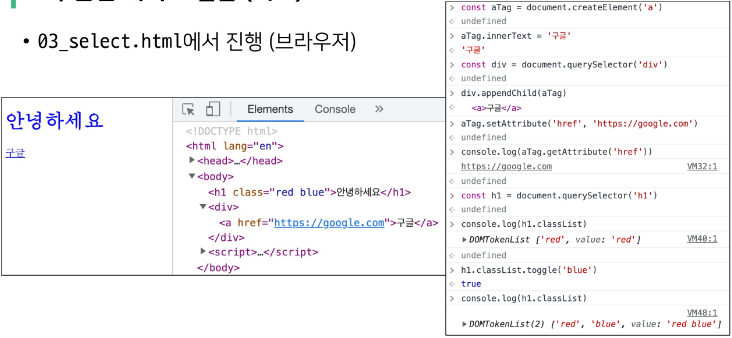 • 03_select.html에서 진행 (브라우저)
안녕하세요
구글
Elements Console »
<!DOCTYPE html>
<html lang="en">
▶<head>…</head>
▼<body>
<h1 class="red blue">안녕하세요</h1>
▼<div>
<a href="https://google.com">구글</a>
</div>
▶<script>…</script>
</body>
> const aTag = document.createElement('a')
< undefined
> aTag.innerText = '구글'
< '구글'
> const div = document.querySelector('div')
< undefined
> div.appendChild(aTag)
< <a>구글</a>
> aTag.setAttribute('href', 'https://google.com')
< undefined
> console.log(aTag.getAttribute('href'))
https://google.com VM32:1
< undefined
> const h1 = document.querySelector('h1')
< undefined
> console.log(h1.classList)
▶DOMTokenList ['red', value: 'red'] VM40:1
< undefined
> h1.classList.toggle('blue')
< true
> console.log(h1.classList)
VM48:1
▶DOMTokenList(2) ['red', 'blue', value: 'red blue']